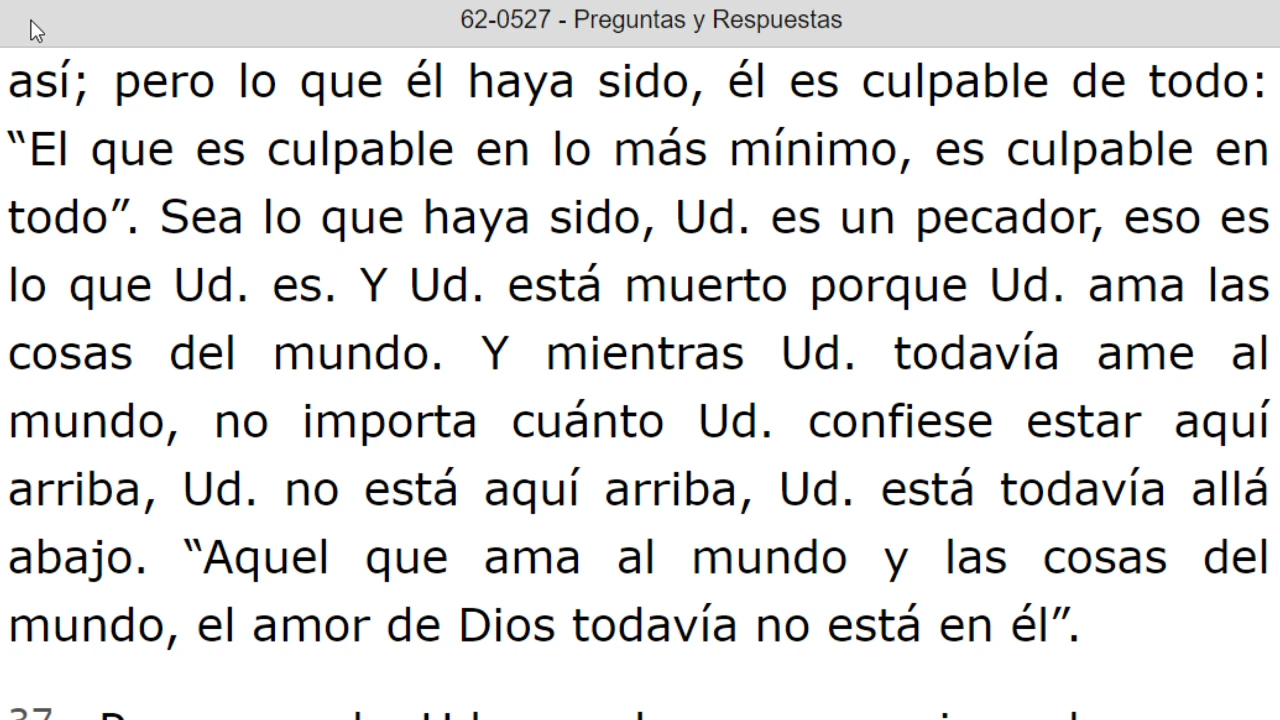 62-0527 - Preguntas y Respuestas
así; pero lo que él haya sido, él es culpable de todo:
“El que es culpable en lo más mínimo, es culpable en
todo”. Sea lo que haya sido, Ud. es un pecador, eso es
lo que Ud. es. Y Ud. está muerto porque Ud. ama las
cosas del mundo. Y mientras Ud. todavía ame al
mundo, no importa cuánto Ud. confiese estar aquí
arriba, Ud. no está aquí arriba, Ud. está todavía allá
abajo. “Aquel que ama al mundo y las cosas del
mundo, el amor de Dios todavía no está en él”.
37